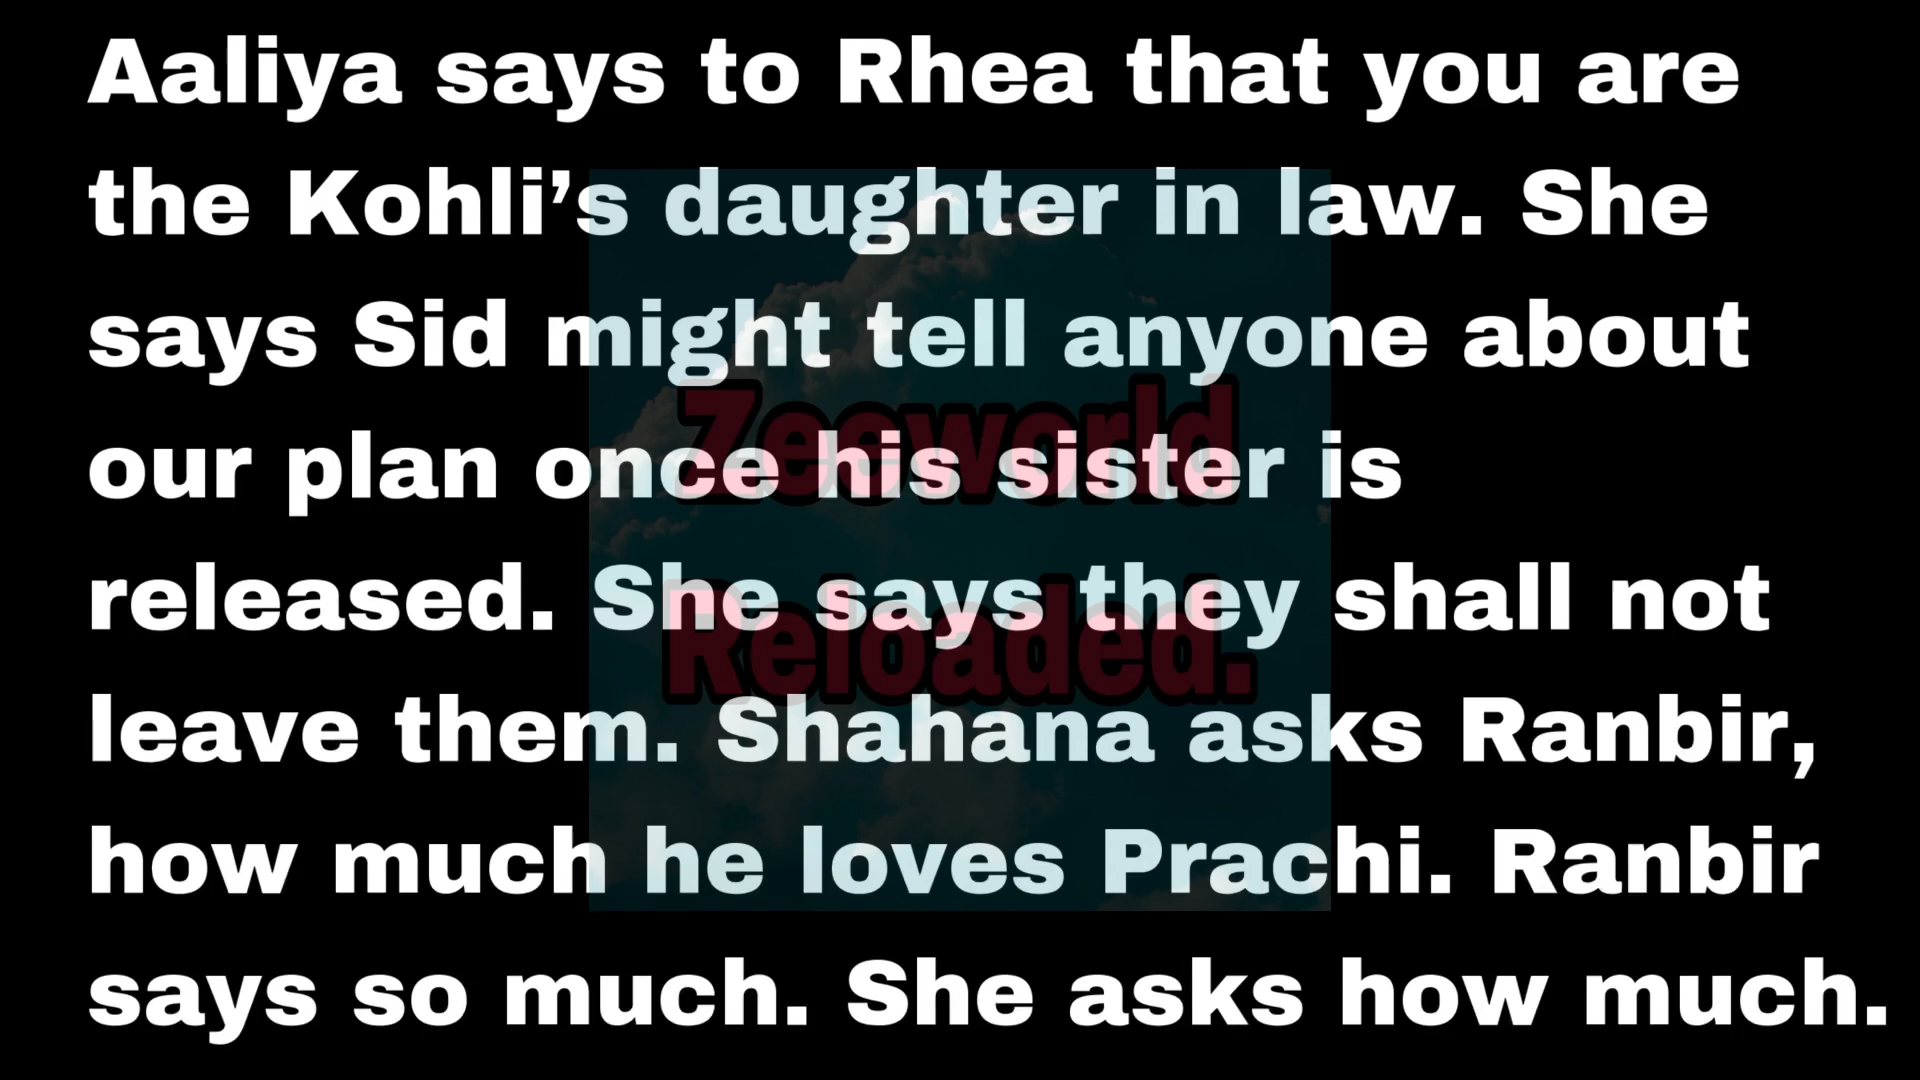 Aaliya says to Rhea that you are
the Kohli’s daughter in law. She
says Sid might tell anyone about
our plan once his sister is
released. She says they shall not
leave them. Shahana asks Ranbir,
how much he loves Prachi. Ranbir
says so much. She asks how much.
Zeeworld
Reloaded.